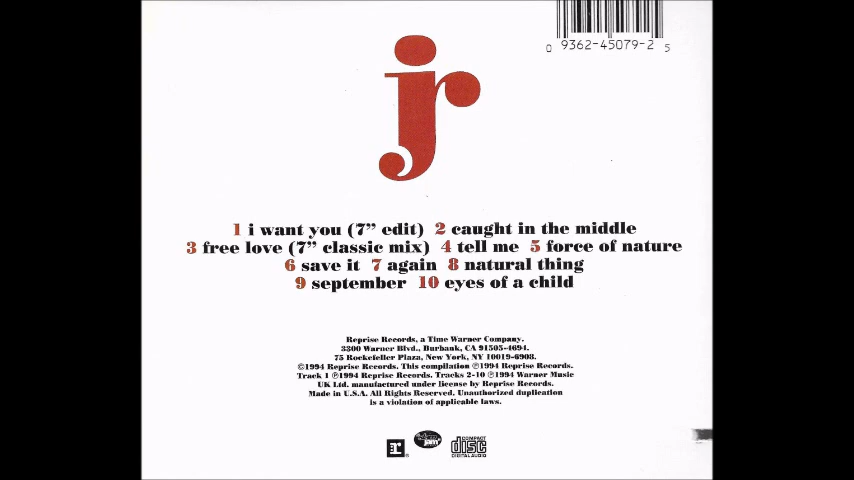 0 9362-45079-2 5
jr
1 i want you (7” edit) 2 caught in the middle
3 free love (7” classic mix) 4 tell me 5 force of nature
6 save it 7 again 8 natural thing
9 september 10 eyes of a child
Reprise Records, a Time Warner Company.
3300 Warner Blvd., Burbank, CA 91505-4694.
75 Rockefeller Plaza, New York, NY 10019-6908.
©1994 Reprise Records. This compilation ℗1994 Reprise Records.
Track 1 ℗1994 Reprise Records. Tracks 2-10 ℗1994 Warner Music
UK Ltd. manufactured under license by Reprise Records.
Made in U.S.A. All Rights Reserved. Unauthorized duplication
is a violation of applicable laws.
r ® COMPACT disc DIGITAL AUDIO